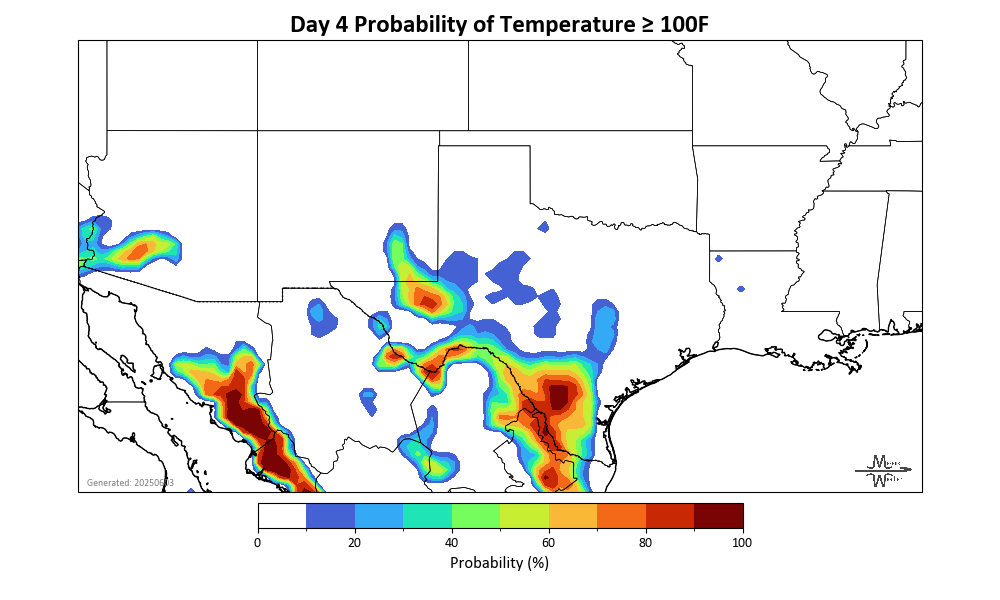 Day 4 Probability of Temperature ≥ 100F
Generated: 20250603
0 20 40 60 80 100
Probability (%)